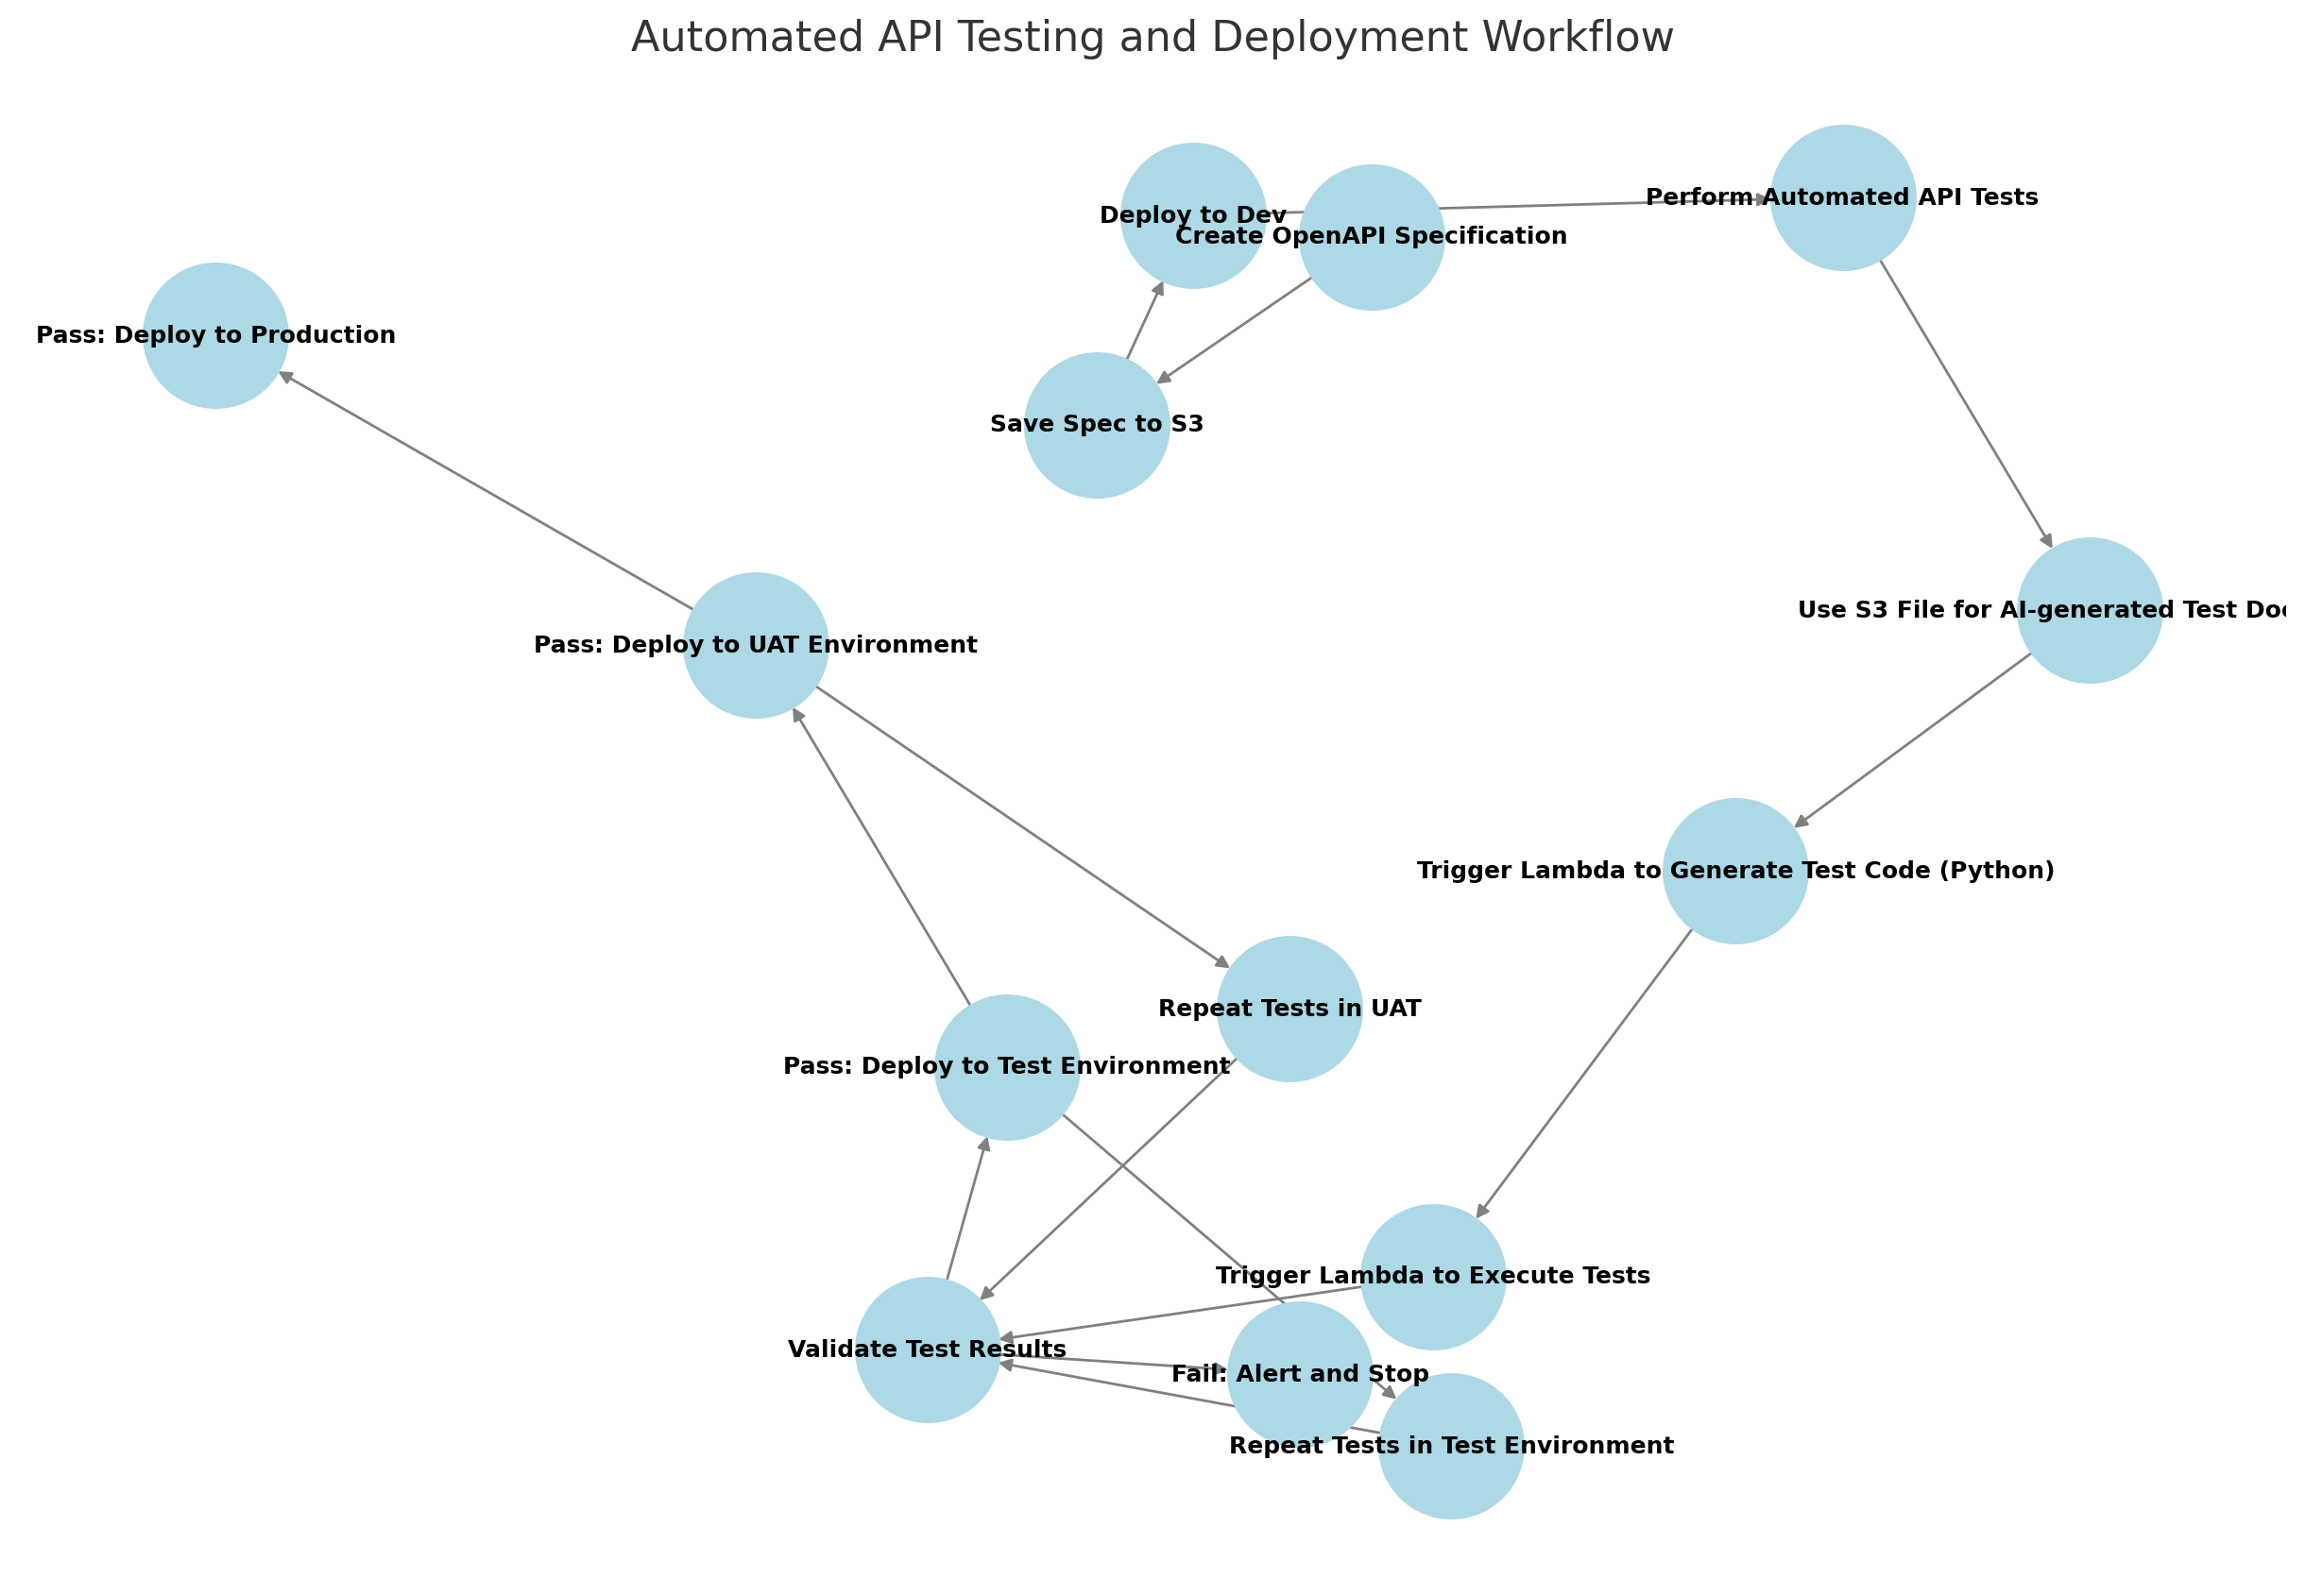 Automated API Testing and Deployment Workflow
Perform Automated API Tests
Deploy to Dev
Create OpenAPI Specification
Pass: Deploy to Production
Save Spec to S3
Use S3 File for AI-generated Test Doc
Pass: Deploy to UAT Environment
Trigger Lambda to Generate Test Code (Python)
Repeat Tests in UAT
Pass: Deploy to Test Environment
Trigger Lambda to Execute Tests
Validate Test Results
Fail: Alert and Stop
Repeat Tests in Test Environment